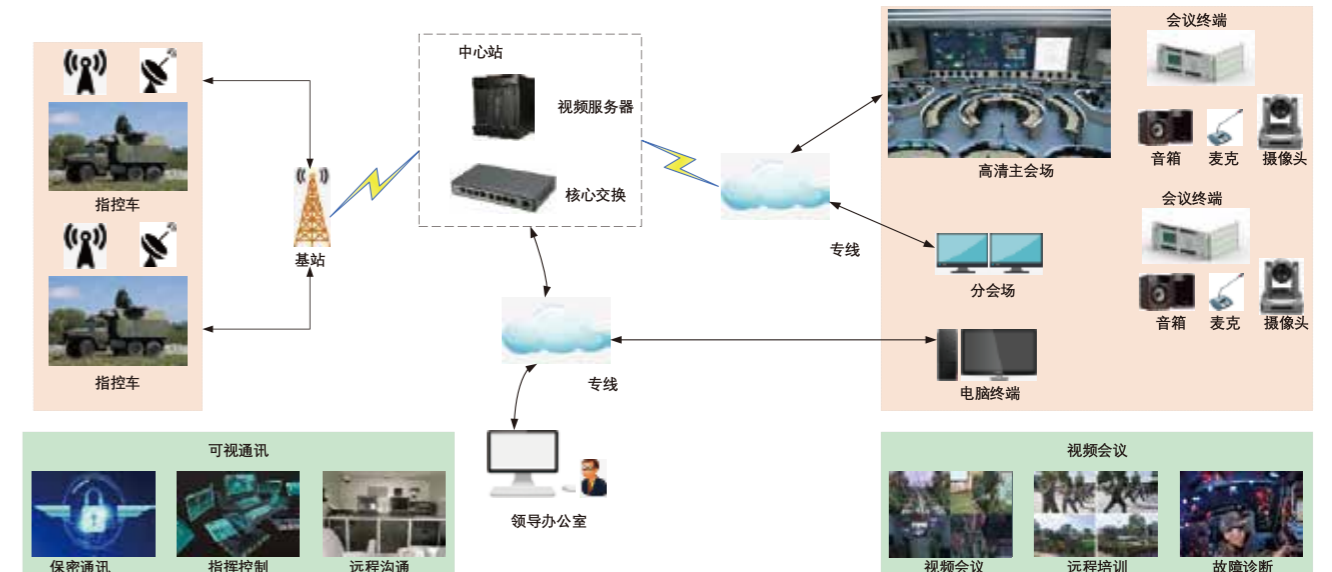 指控车
指控车
基站
中心站
视频服务器
核心交换
专线
专线
领导办公室
会议终端
高清主会场
音箱
麦克
摄像头
会议终端
分会场
音箱
麦克
摄像头
电脑终端
可视通讯
保密通讯
指挥控制
远程沟通
视频会议
视频会议
远程培训
故障诊断